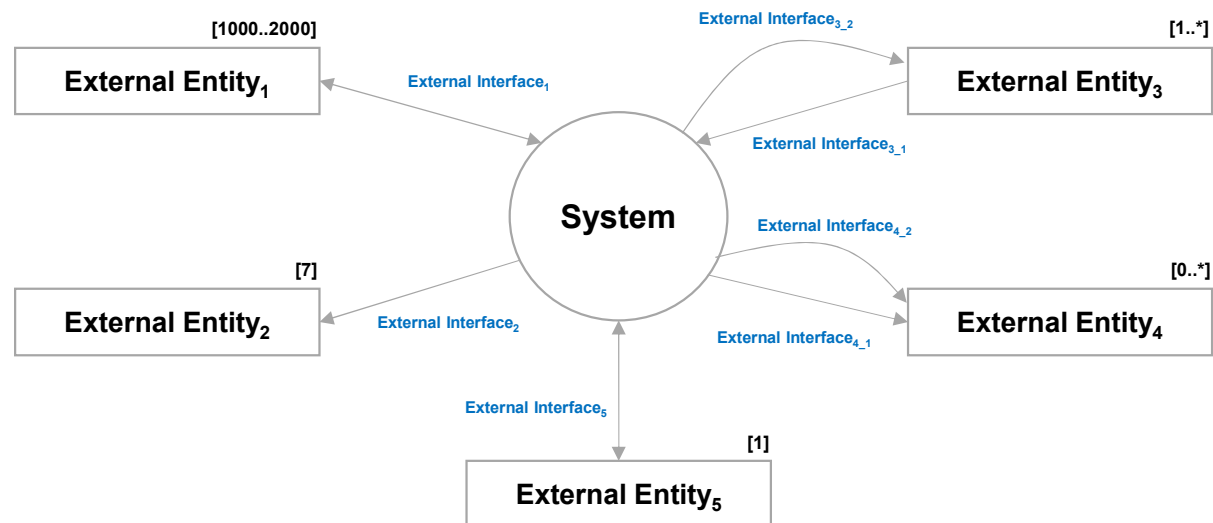 [1000..2000]
External Entity1
External Interface1
External Interface3_2
[1..*]
External Entity3
External Interface3_1
System
External Interface4_2
[7]
External Entity2
External Interface2
[0..*]
External Entity4
External Interface4_1
External Interface5
[1]
External Entity5